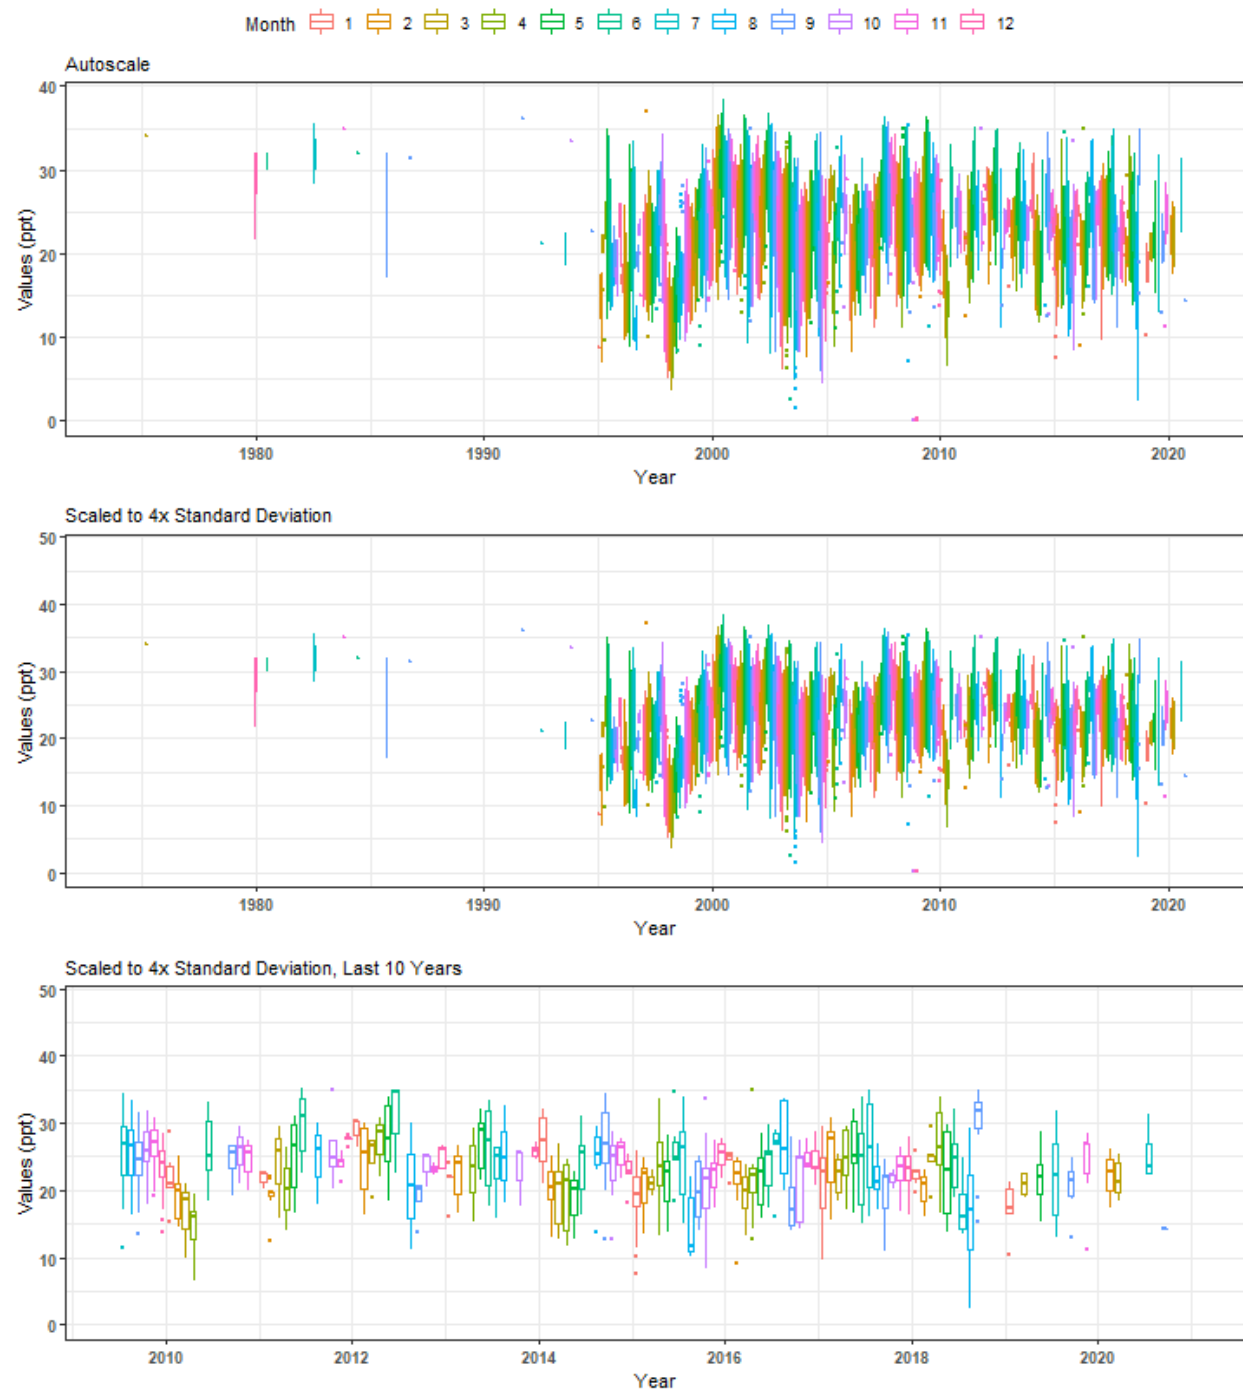 Month 1 2 3 4 5 6 7 8 9 10 11 12
Autoscale
40
30
20
10
0
Values (ppt)
1980 1990 2000 2010 2020
Year
Scaled to 4x Standard Deviation
50
40
30
20
10
0
Values (ppt)
1980 1990 2000 2010 2020
Year
Scaled to 4x Standard Deviation, Last 10 Years
50
40
30
20
10
0
Values (ppt)
2010 2012 2014 2016 2018 2020
Year